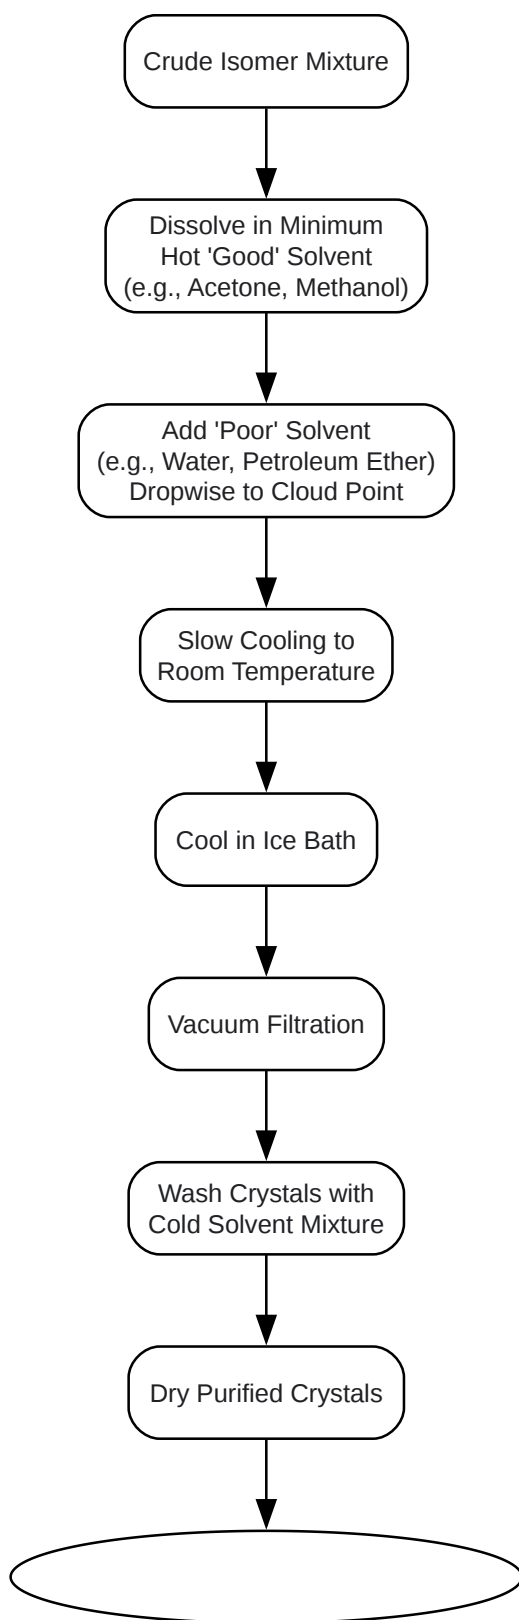 Crude Isomer Mixture
Dissolve in Minimum
Hot 'Good' Solvent
(e.g., Acetone, Methanol)
Add 'Poor' Solvent
(e.g., Water, Petroleum Ether)
Dropwise to Cloud Point
Slow Cooling to
Room Temperature
Cool in Ice Bath
Vacuum Filtration
Wash Crystals with
Cold Solvent Mixture
Dry Purified Crystals